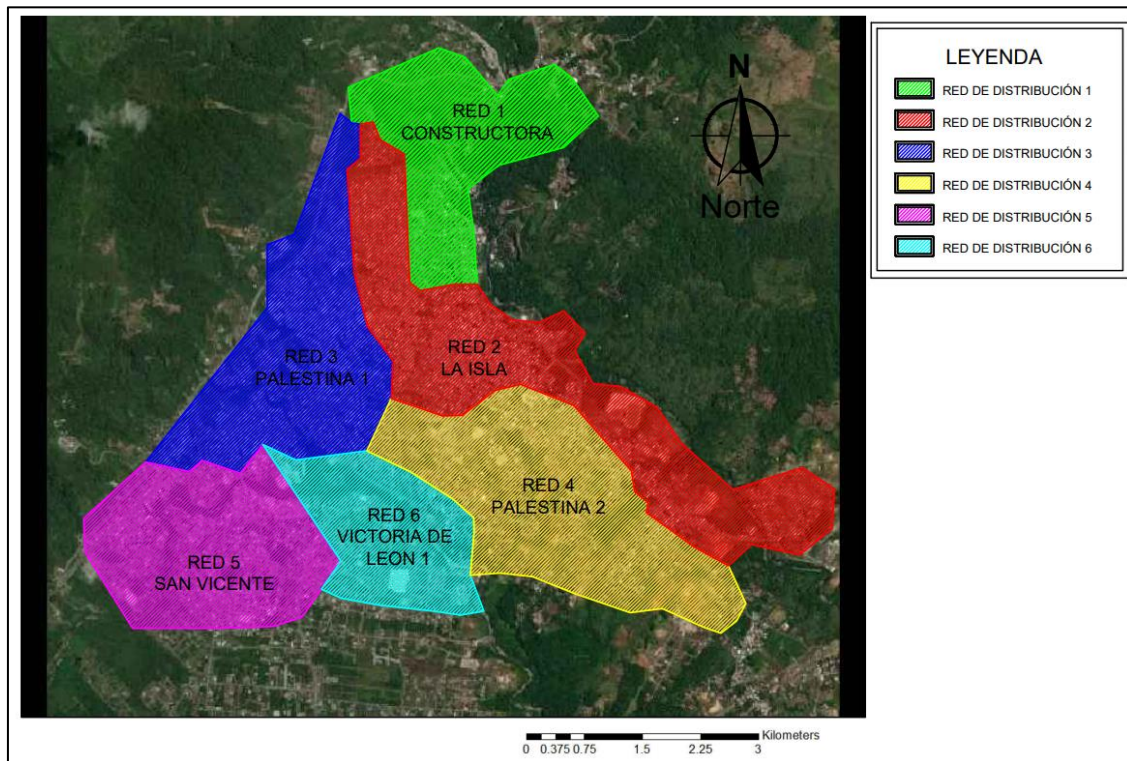 RED 1
CONSTRUCTORA
N
Norte
RED 3
PALESTINA 1
RED 2
LA ISLA
RED 4
PALESTINA 2
RED 6
VICTORIA DE
LEON 1
RED 5
SAN VICENTE
LEYENDA
RED DE DISTRIBUCIÓN 1
RED DE DISTRIBUCIÓN 2
RED DE DISTRIBUCIÓN 3
RED DE DISTRIBUCIÓN 4
RED DE DISTRIBUCIÓN 5
RED DE DISTRIBUCIÓN 6
Kilometers
0 0.375 0.75 1.5 2.25 3